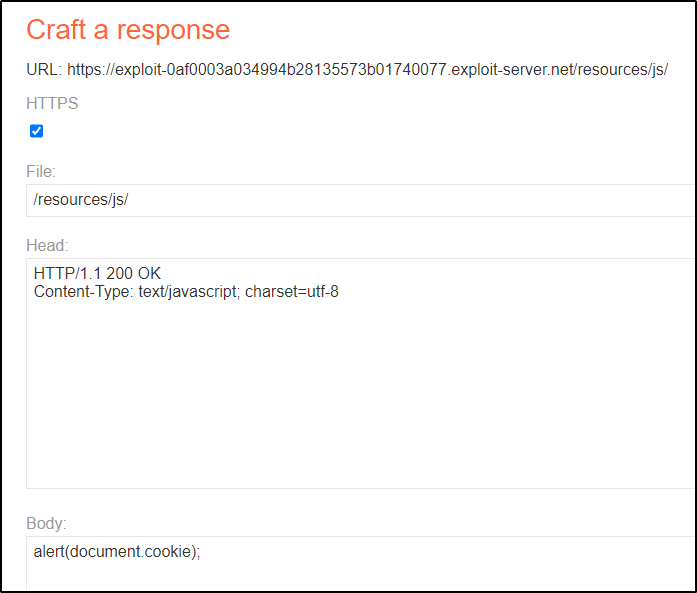 Craft a response
URL: https://exploit-0af0003a034994b28135573b01740077.exploit-server.net/resources/js/
HTTPS
File:
/resources/js/
Head:
HTTP/1.1 200 OK
Content-Type: text/javascript; charset=utf-8
Body:
alert(document.cookie);